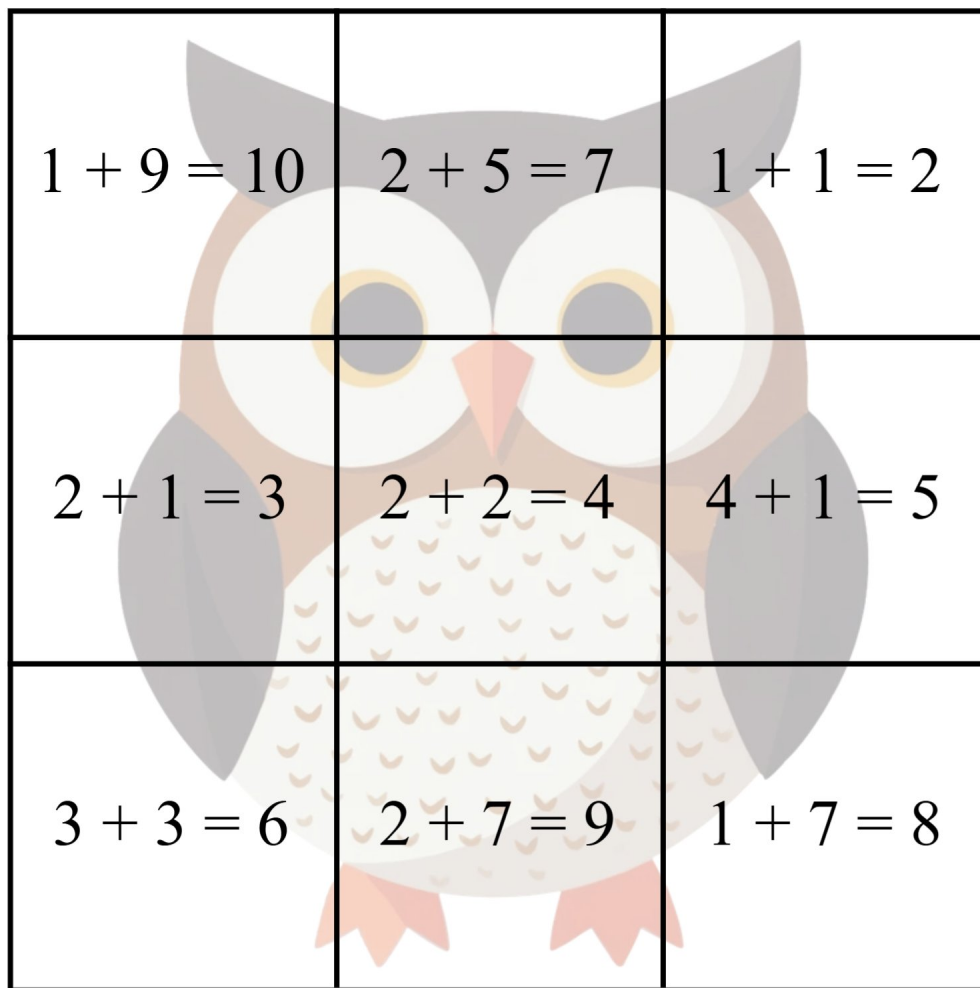 1 + 9 = 10
2 + 5 = 7
1 + 1 = 2
2 + 1 = 3
2 + 2 = 4
4 + 1 = 5
3 + 3 = 6
2 + 7 = 9
1 + 7 = 8